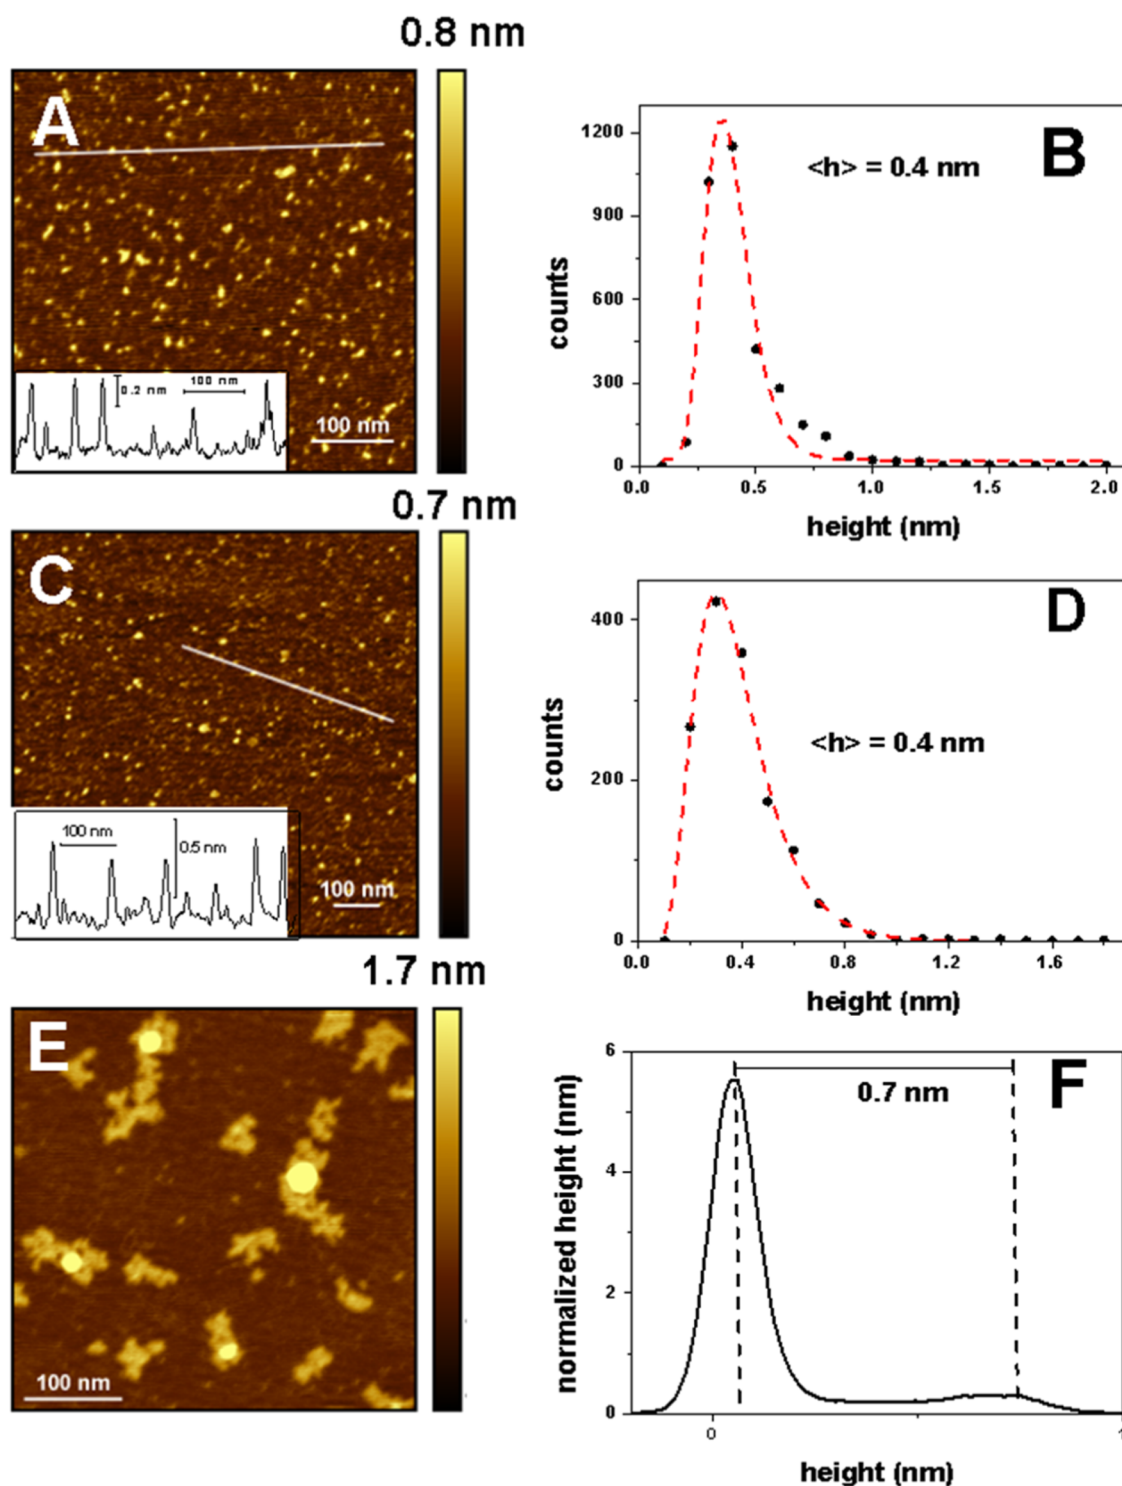 0.8 nm
A
0.2 nm
100 nm
100 nm
B
<h> = 0.4 nm
counts
1200
900
600
300
0
0.0 0.5 1.0 1.5 2.0
height (nm)
0.7 nm
C
100 nm
0.5 nm
100 nm
D
<h> = 0.4 nm
counts
400
200
0
0.0 0.4 0.8 1.2 1.6
height (nm)
1.7 nm
E
100 nm
F
0.7 nm
normalized height (nm)
6
4
2
0
0 1
height (nm)